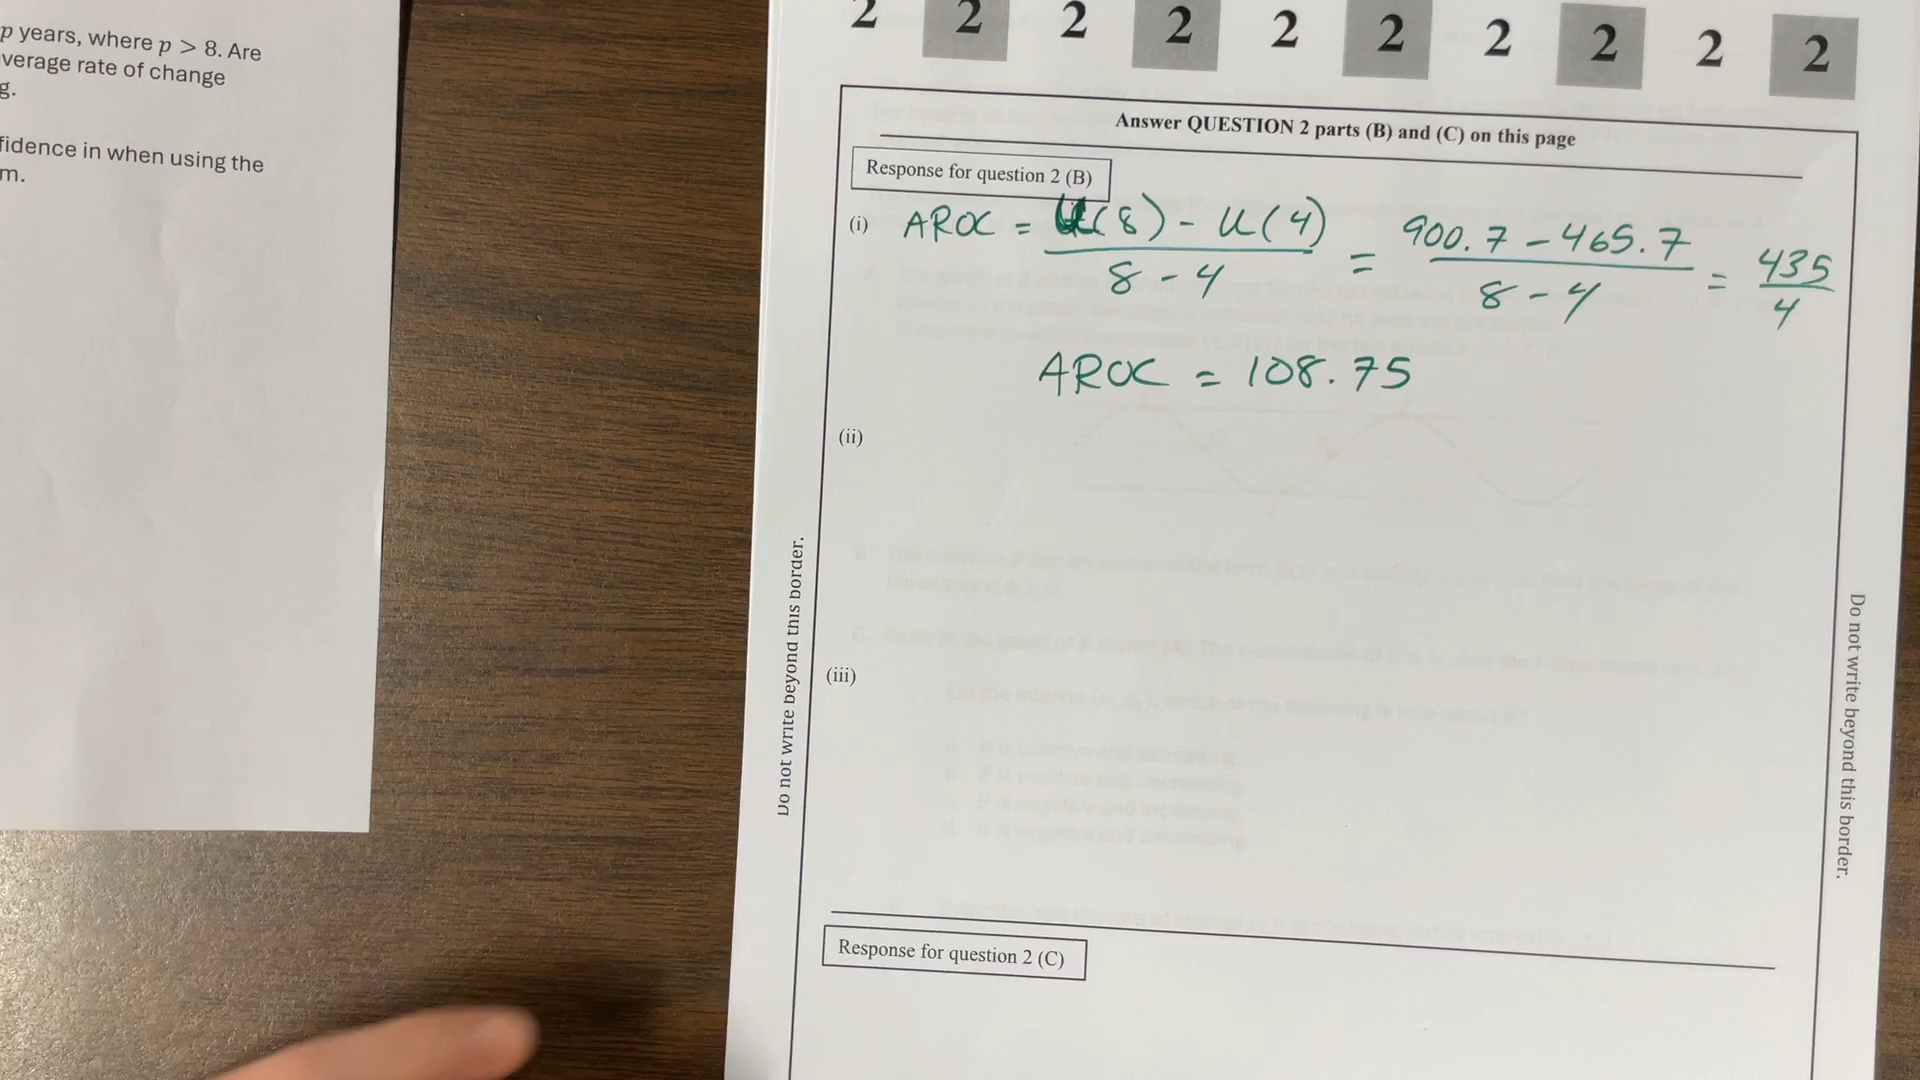 p years, where p > 8. Are
verage rate of change
g.
fidence in when using the
m.
2 2 2 2 2 2 2 2 2 2
Answer QUESTION 2 parts (B) and (C) on this page
Response for question 2 (B)
(i) AROC = U(8) - U(4) / 8 - 4 = 900.7 - 465.7 / 8 - 4 = 435 / 4
AROC = 108.75
(ii)
(iii)
Do not write beyond this border.
Do not write beyond this border.
Response for question 2 (C)